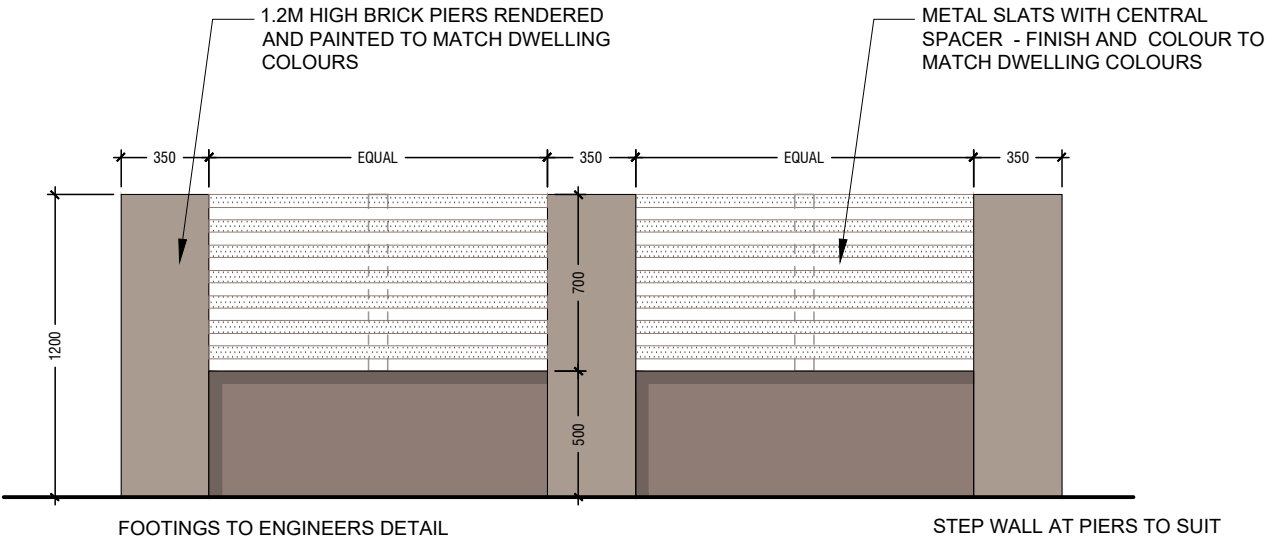 1.2M HIGH BRICK PIERS RENDERED
AND PAINTED TO MATCH DWELLING
COLOURS
METAL SLATS WITH CENTRAL
SPACER - FINISH AND COLOUR TO
MATCH DWELLING COLOURS
350
EQUAL
350
EQUAL
350
1200
700
500
FOOTINGS TO ENGINEERS DETAIL
STEP WALL AT PIERS TO SUIT